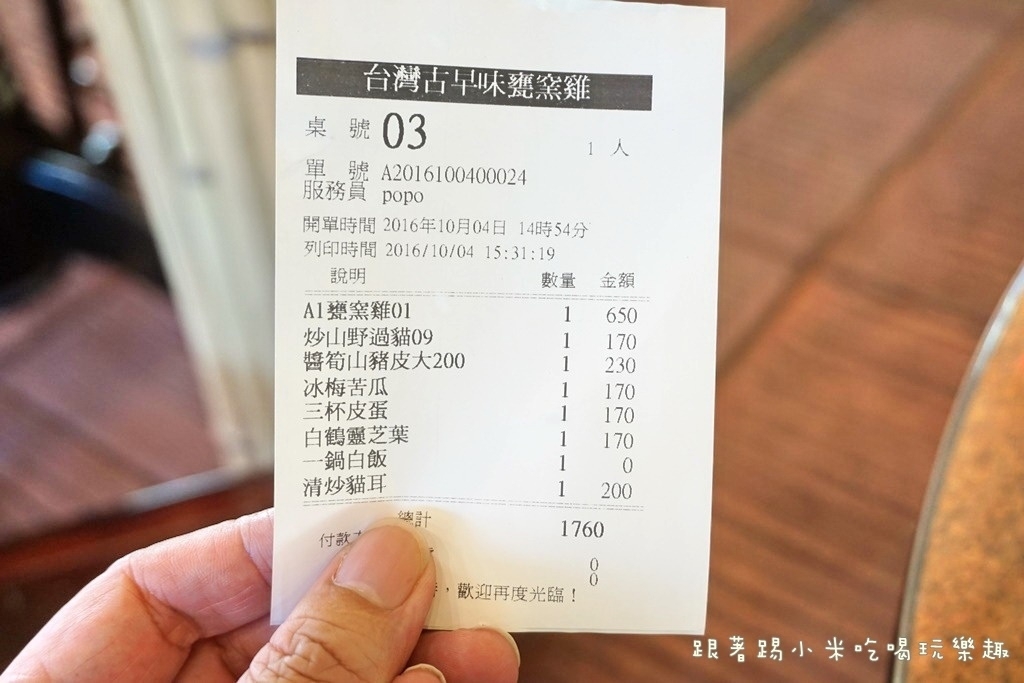 台灣古早味甕窯雞
桌 號 03 1 人
單 號 A2016100400024
服務員 popo
開單時間 2016年10月04日 14時54分
列印時間 2016/10/04 15:31:19
說明 數量 金額
A1甕窯雞01 1 650
炒山野過貓09 1 170
醬筍山豬皮大200 1 230
冰梅苦瓜 1 170
三杯皮蛋 1 170
白鶴靈芝葉 1 170
一鍋白飯 1 0
清炒貓耳 1 200
總計 1760
付款
0
0
，歡迎再度光臨！
跟著踢小米吃喝玩樂趣